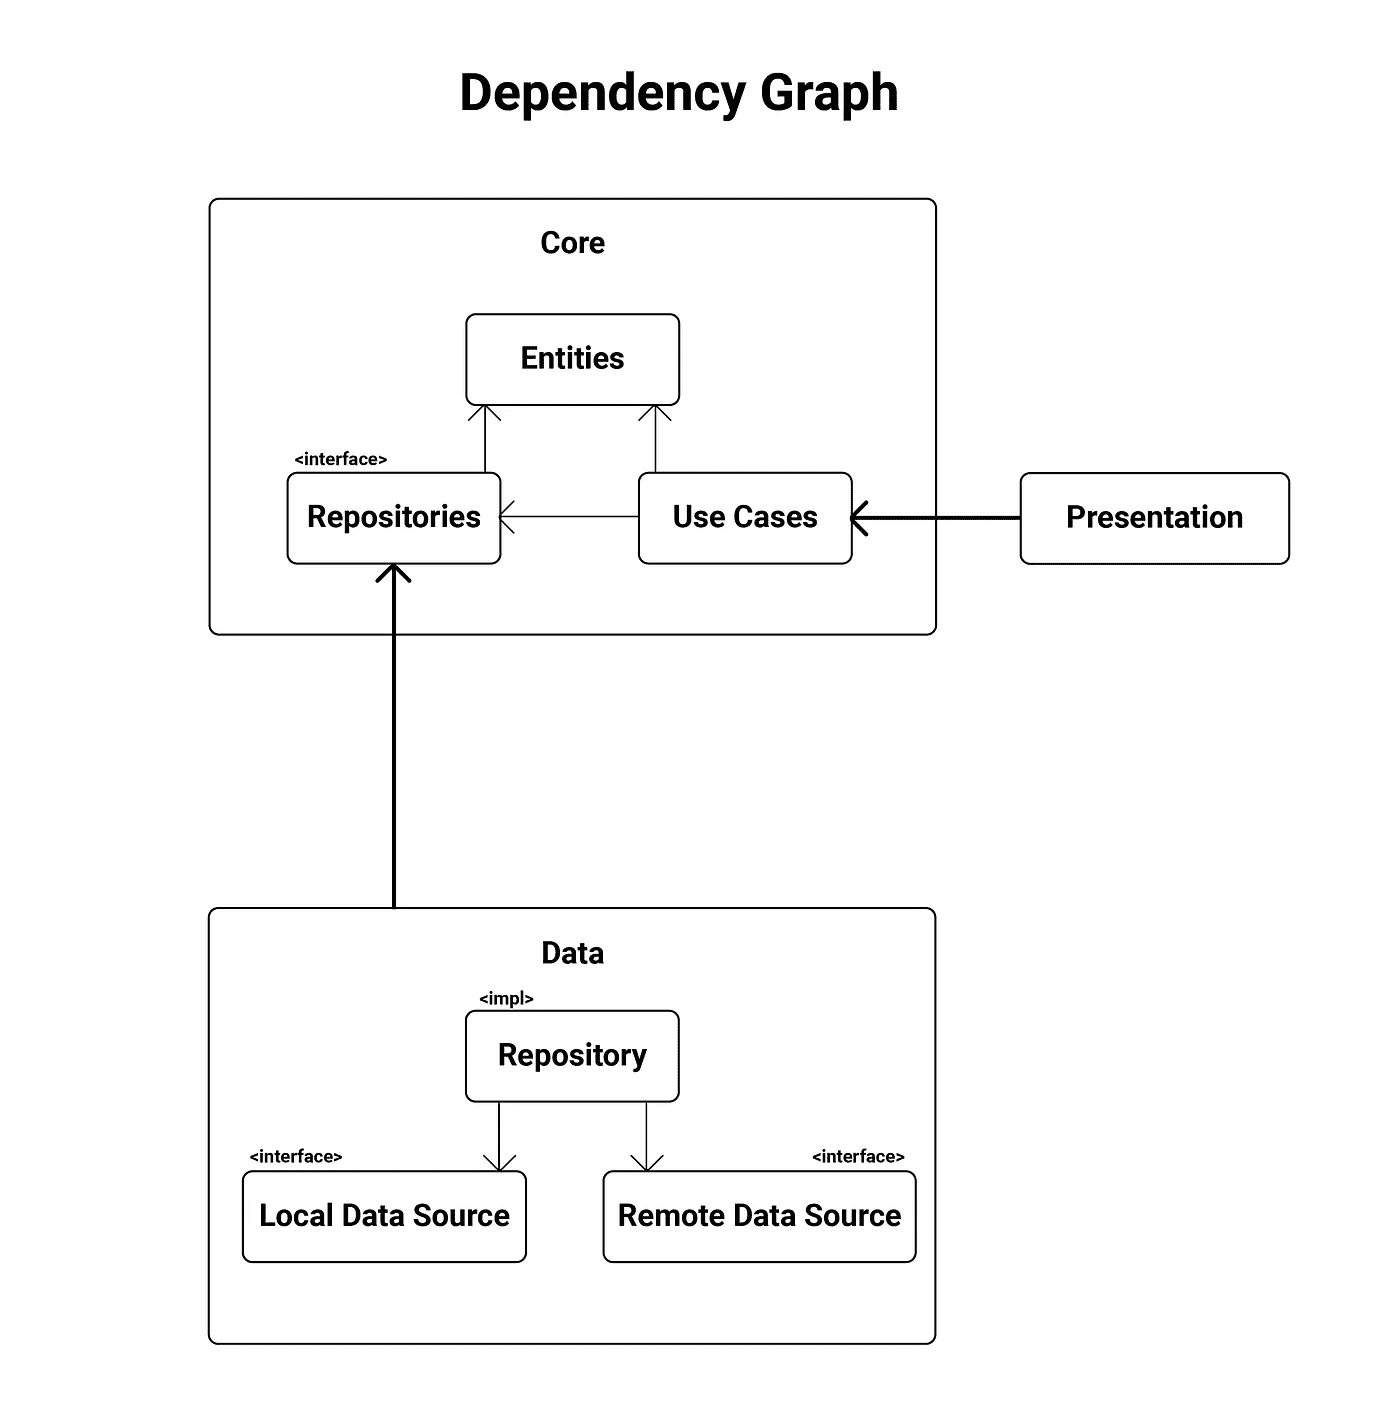 Dependency Graph
Core
Entities
<interface>
Repositories
Use Cases
Presentation
Data
<impl>
Repository
<interface>
<interface>
Local Data Source
Remote Data Source